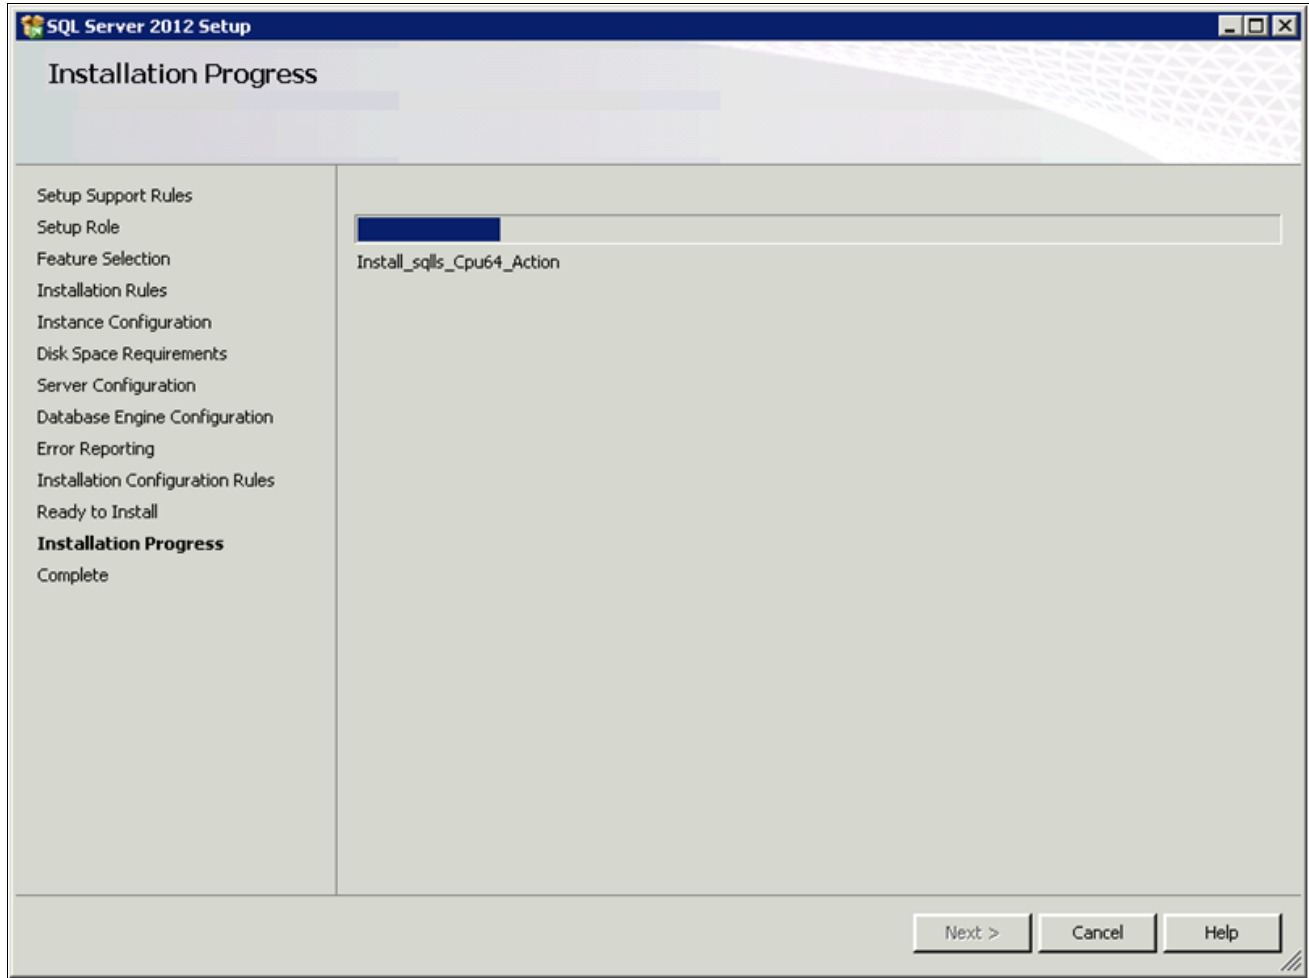 SQL Server 2012 Setup
Installation Progress
Setup Support Rules
Setup Role
Feature Selection
Installation Rules
Instance Configuration
Disk Space Requirements
Server Configuration
Database Engine Configuration
Error Reporting
Installation Configuration Rules
Ready to Install
Installation Progress
Complete
Install_sqlls_Cpu64_Action
Next >
Cancel
Help